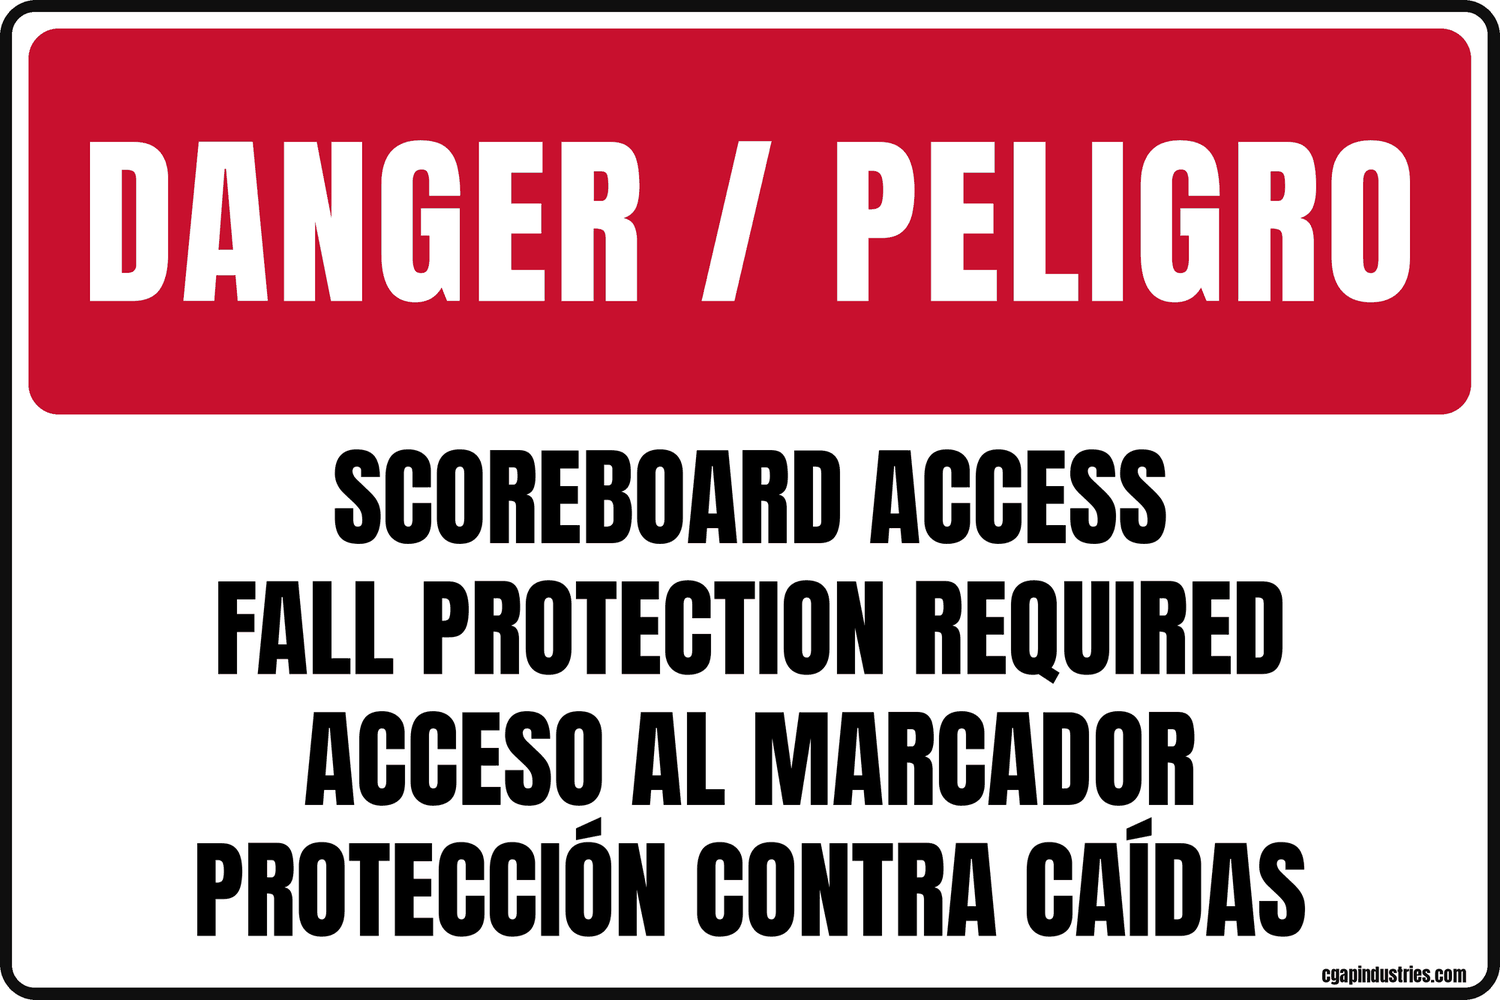 DANGER / PELIGRO
SCOREBOARD ACCESS
FALL PROTECTION REQUIRED
ACCESO AL MARCADOR
PROTECCIÓN CONTRA CAÍDAS
cgapindustries.com